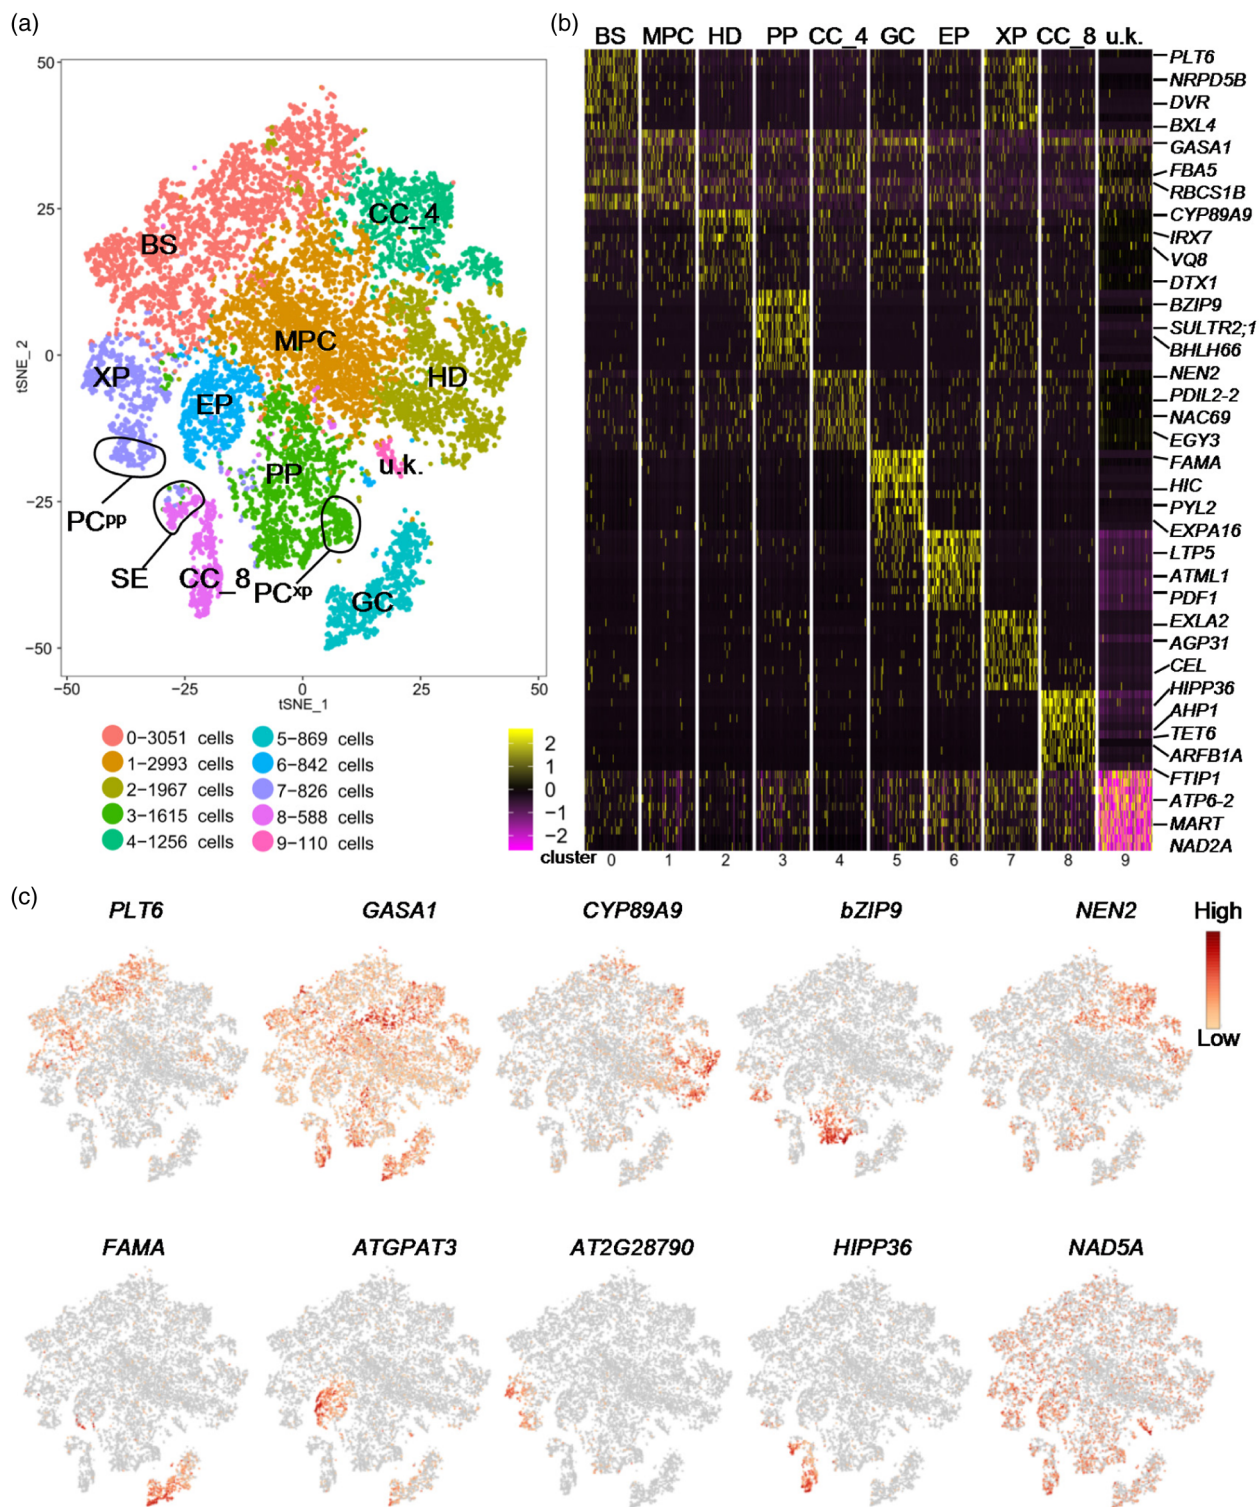 (a)
50
25
0
−25
−50
tSNE_2
−50
−25
0
25
50
tSNE_1
BS
CC_4
MPC
HD
XP
EP
PP
u.k.
PCpp
SE
CC_8
PCxp
GC
0−3051 cells
1−2993 cells
2−1967 cells
3−1615 cells
4−1256 cells
5−869 cells
6−842 cells
7−826 cells
8−588 cells
9−110 cells
(b)
BS MPC HD PP CC_4 GC EP XP CC_8 u.k.
PLT6
NRPD5B
DVR
BXL4
GASA1
FBA5
RBCS1B
CYP89A9
IRX7
VQ8
DTX1
BZIP9
SULTR2;1
BHLH66
NEN2
PDIL2-2
NAC69
EGY3
FAMA
HIC
PYL2
EXPA16
LTP5
ATML1
PDF1
EXLA2
AGP31
CEL
HIPP36
AHP1
TET6
ARFB1A
FTIP1
ATP6-2
MART
NAD2A
2
1
0
−1
−2
cluster 0 1 2 3 4 5 6 7 8 9
(c)
PLT6 GASA1 CYP89A9 bZIP9 NEN2
High
Low
FAMA ATGPAT3 AT2G28790 HIPP36 NAD5A